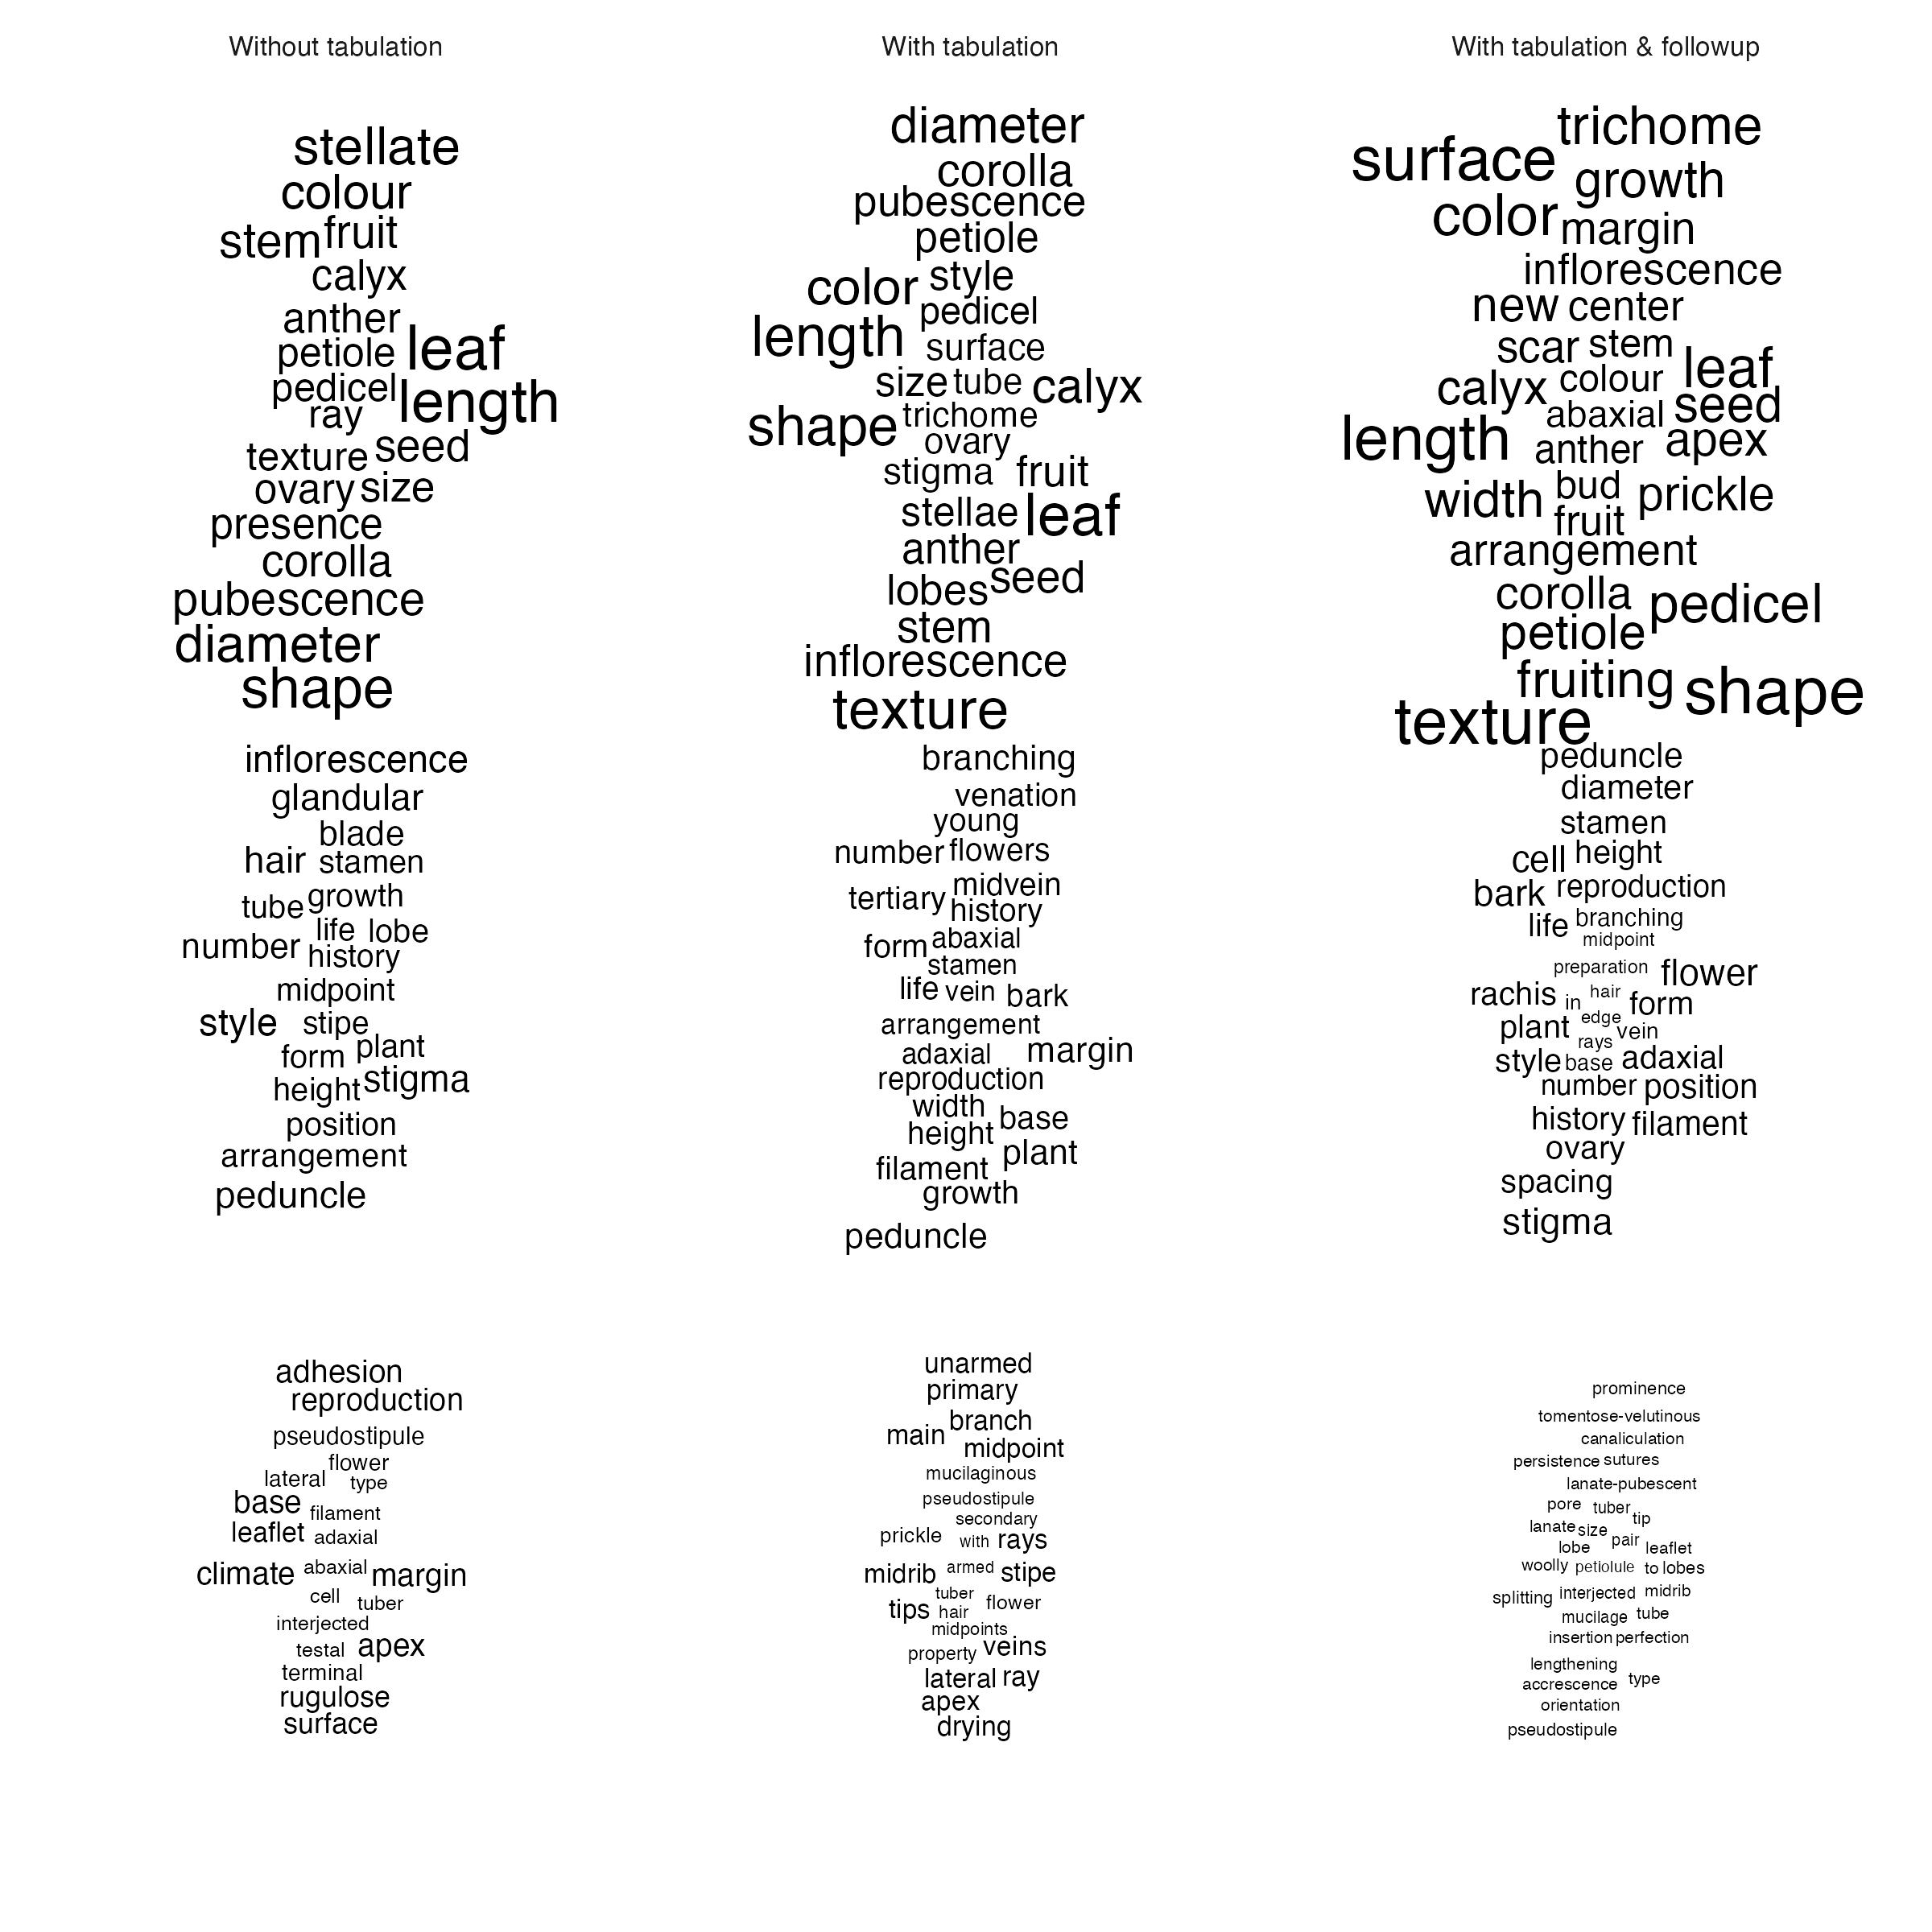 Without tabulation
stellate
colour
stem fruit
calyx
anther
petiole leaf
pedicel length
ray
texture seed
ovary size
presence
corolla
pubescence
diameter
shape
inflorescence
glandular
blade
hair stamen
tube growth
life lobe
number history
midpoint
style stipe
form plant
height stigma
position
arrangement
peduncle
adhesion
reproduction
pseudostipule
flower
lateral type
base filament
leaflet adaxial
climate abaxial margin
cell tuber
interjected
testal apex
terminal
rugulose
surface
With tabulation
diameter
corolla
pubescence
petiole
color style
pedicel
length surface
size tube calyx
shape trichome
ovary
stigma fruit
stellae leaf
anther
lobes seed
stem
inflorescence
texture
branching
venation
young
number flowers
tertiary midvein
history
form abaxial
stamen
life vein bark
arrangement
adaxial margin
reproduction
width base
height plant
filament
growth
peduncle
unarmed
primary
main branch
midpoint
mucilaginous
pseudostipule
secondary
prickle with rays
midrib armed stipe
tuber
tips hair flower
midpoints
property veins
lateral ray
apex
drying
With tabulation & followup
trichome
surface growth
color margin
inflorescence
new center
scar stem leaf
calyx colour seed
abaxial
length anther apex
width bud prickle
fruit
arrangement
corolla pedicel
petiole
fruiting shape
texture
peduncle
diameter
stamen
cell height
bark reproduction
life branching
midpoint
preparation flower
rachis in hair form
plant edge vein
rays
style base adaxial
number position
history filament
ovary
spacing
stigma
prominence
tomentose-velutinous
canaliculation
persistence sutures
lanate-pubescent
pore tuber tip
lanate size pair
lobe leaflet
woolly petiolule to lobes
splitting interjected midrib
mucilage tube
insertion perfection
lengthening
accrescence type
orientation
pseudostipule